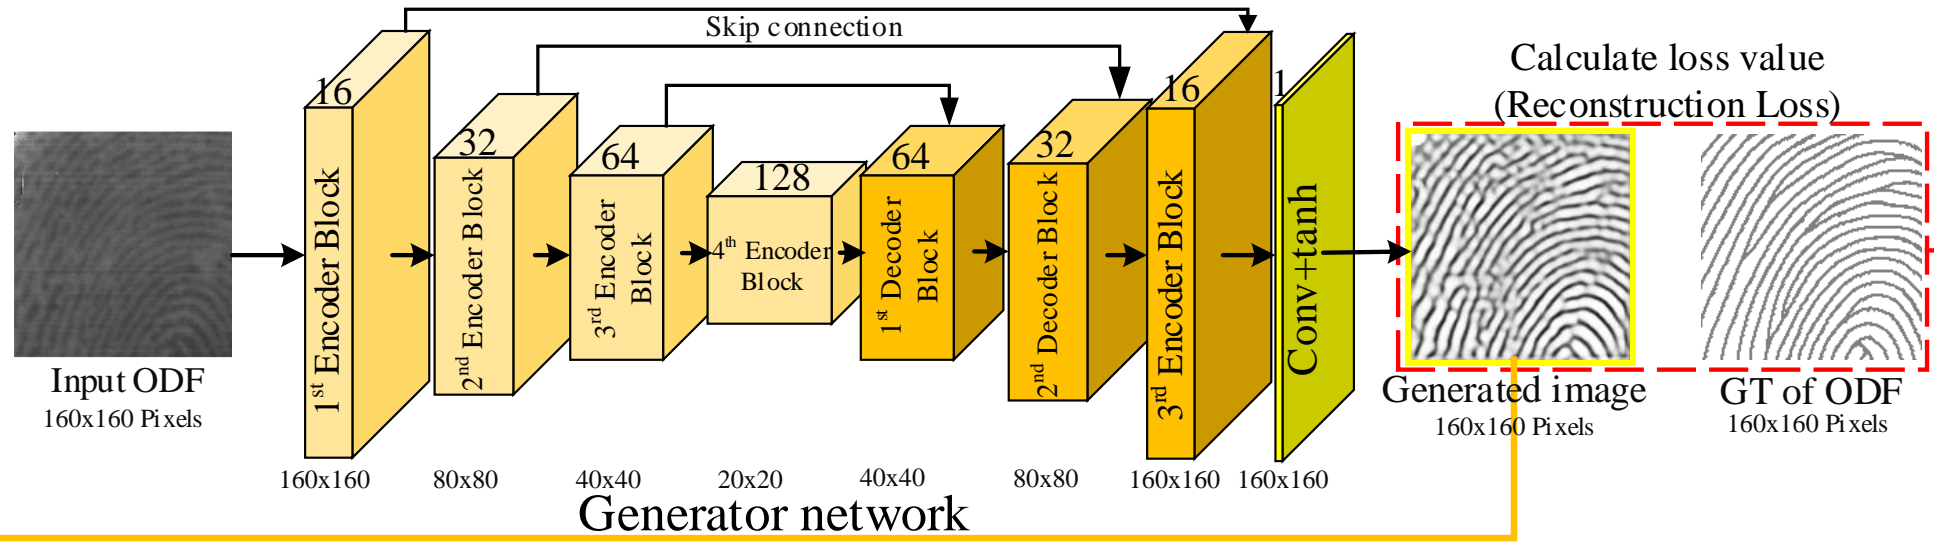 Skip connection
16
32
64
128
64
32
16
1
Calculate loss value
(Reconstruction Loss)
1st Encoder Block
2nd Encoder Block
3rd Encoder
Block
4th Encoder
Block
1st Decoder
Block
2nd Decoder Block
3rd Encoder Block
Conv+tanh
Input ODF
160x160 Pixels
Generated image
160x160 Pixels
GT of ODF
160x160 Pixels
160x160
80x80
40x40
20x20
40x40
80x80
160x160
160x160
Generator network